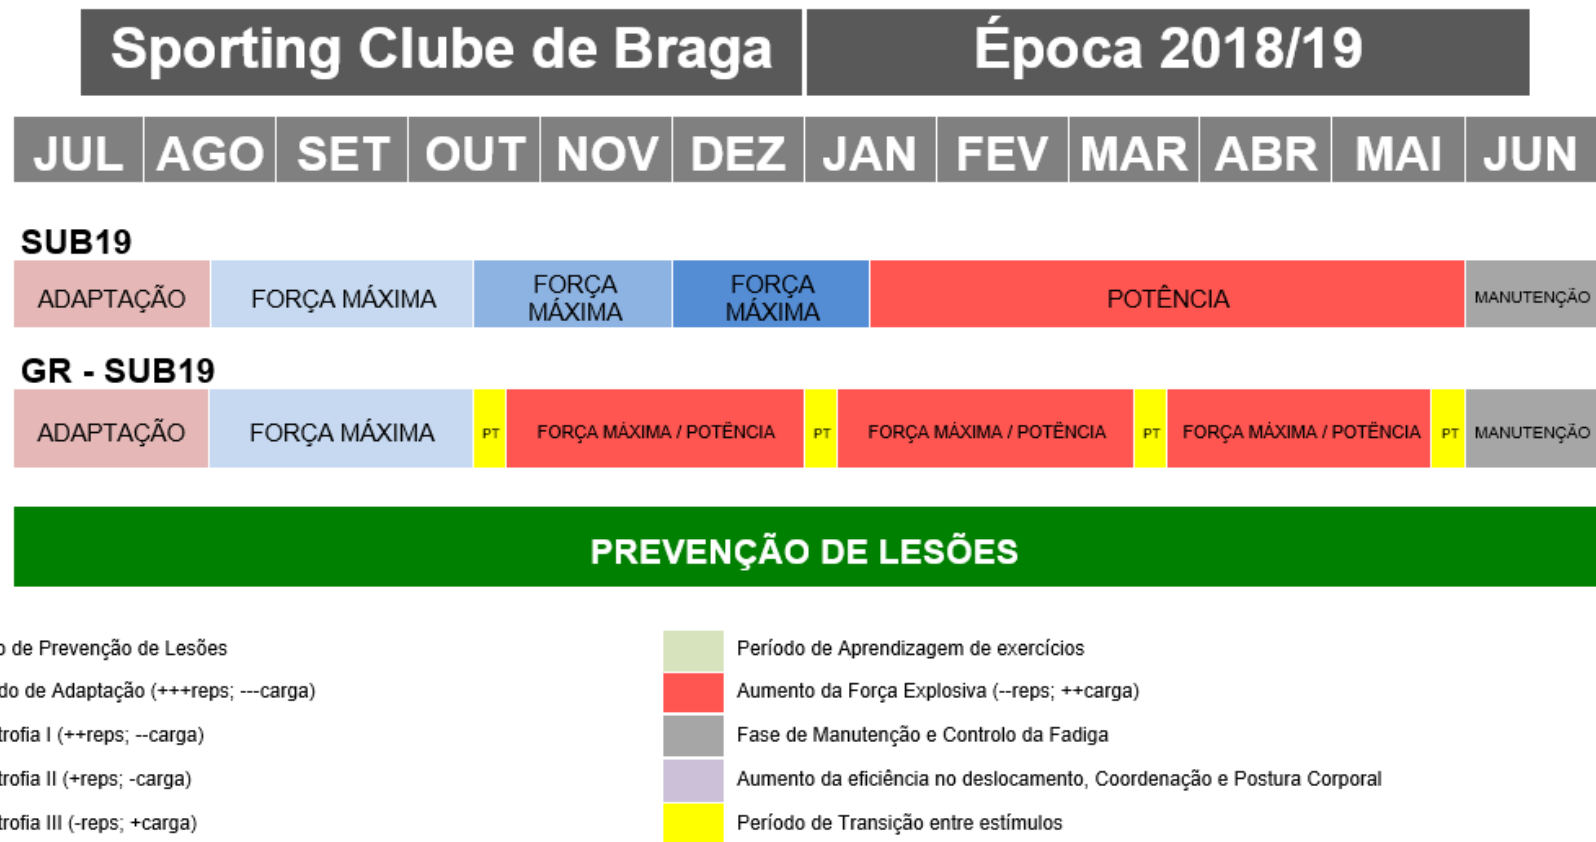 Sporting Clube de Braga Época 2018/19
JUL AGO SET OUT NOV DEZ JAN FEV MAR ABR MAI JUN
SUB19
ADAPTAÇÃO FORÇA MÁXIMA FORÇA MÁXIMA FORÇA MÁXIMA POTÊNCIA MANUTENÇÃO
GR - SUB19
ADAPTAÇÃO FORÇA MÁXIMA PT FORÇA MÁXIMA / POTÊNCIA PT FORÇA MÁXIMA / POTÊNCIA PT FORÇA MÁXIMA / POTÊNCIA PT MANUTENÇÃO
PREVENÇÃO DE LESÕES
o de Prevenção de Lesões
do de Adaptação (+++reps; ---carga)
trofia I (++reps; --carga)
trofia II (+reps; -carga)
trofia III (-reps; +carga)
Período de Aprendizagem de exercícios
Aumento da Força Explosiva (--reps; ++carga)
Fase de Manutenção e Controlo da Fadiga
Aumento da eficiência no deslocamento, Coordenação e Postura Corporal
Período de Transição entre estímulos